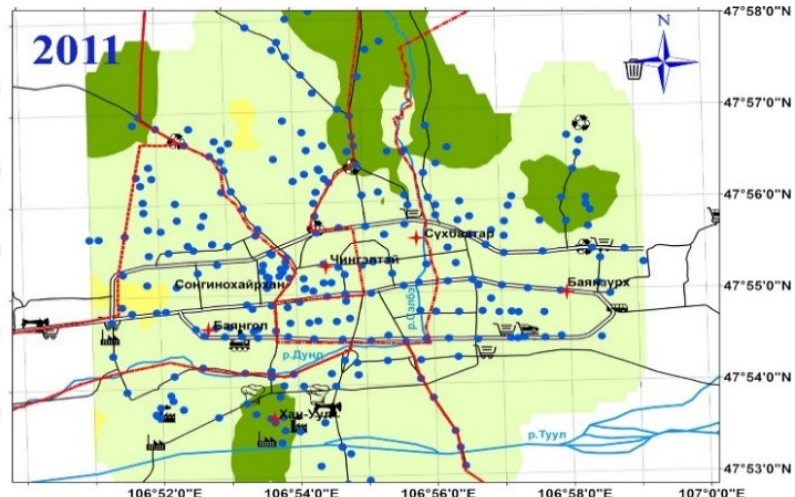 2011
N
47°58'0"N
47°57'0"N
47°56'0"N
Сүхбаатар
Чингэлтэй
р.Сэлбэ
Сонгинохайрхан
Баянзүрх
47°55'0"N
Баянгол
р.Дунд
47°54'0"N
Хан-Уул
р.Туул
47°53'0"N
106°52'0"E
106°54'0"E
106°56'0"E
106°58'0"E
107°0'0"E